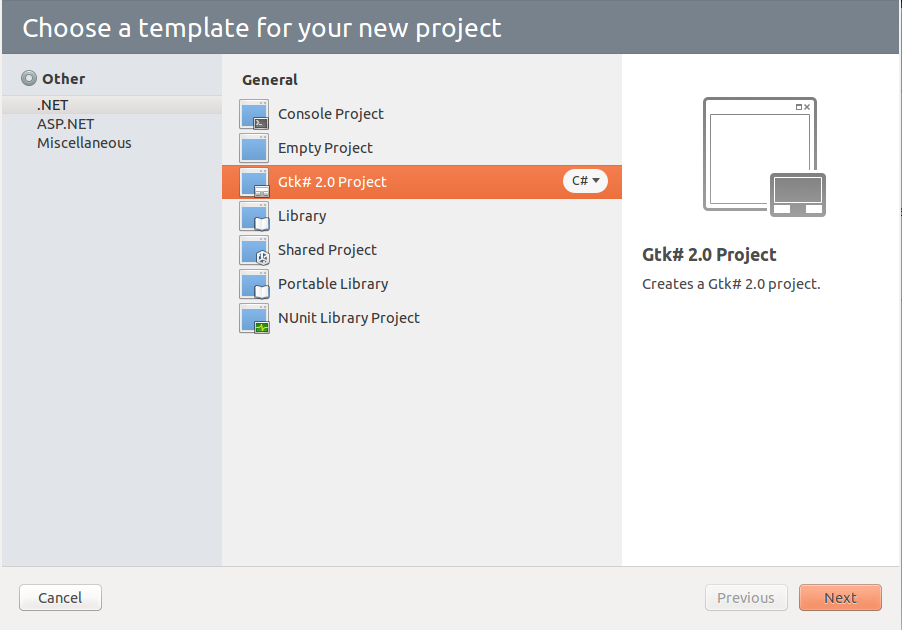 Choose a template for your new project
Other
.NET
ASP.NET
Miscellaneous
General
Console Project
Empty Project
Gtk# 2.0 Project
C#
Library
Shared Project
Portable Library
NUnit Library Project
Gtk# 2.0 Project
Creates a Gtk# 2.0 project.
Cancel
Previous
Next